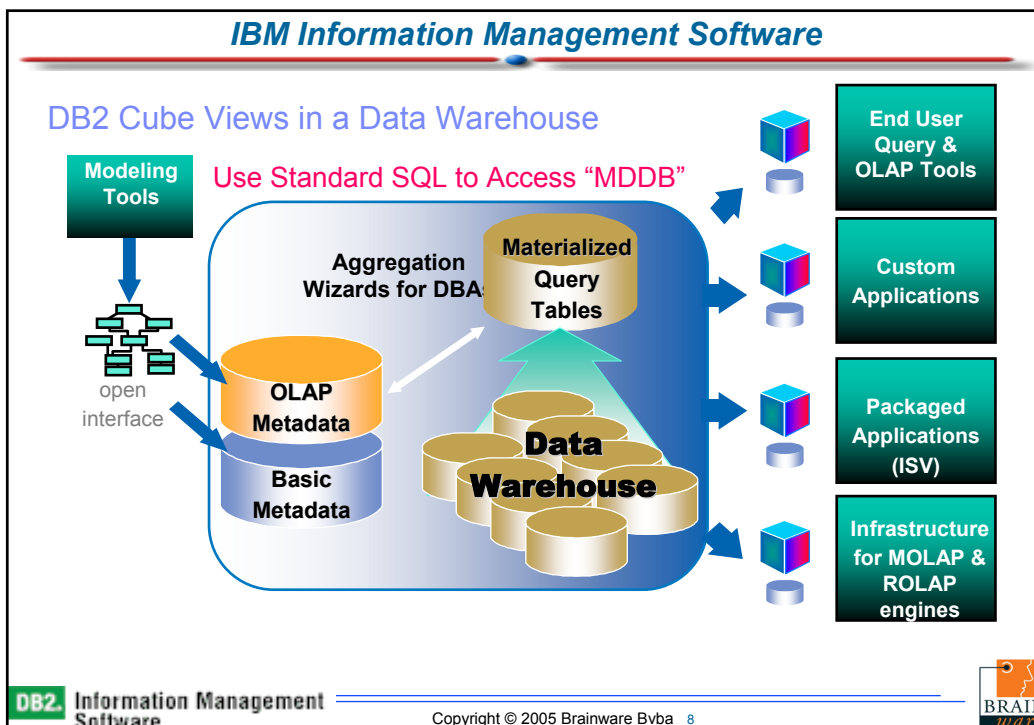 IBM Information Management Software
DB2 Cube Views in a Data Warehouse
Modeling
Tools
Use Standard SQL to Access “MDDB”
Aggregation
Wizards for DBAs
Materialized
Query
Tables
open
interface
OLAP
Metadata
Basic
Metadata
Data
Warehouse
End User
Query &
OLAP Tools
Custom
Applications
Packaged
Applications
(ISV)
Infrastructure
for MOLAP &
ROLAP
engines
DB2. Information Management
Software
Copyright © 2005 Brainware Bvba 8
BRAI